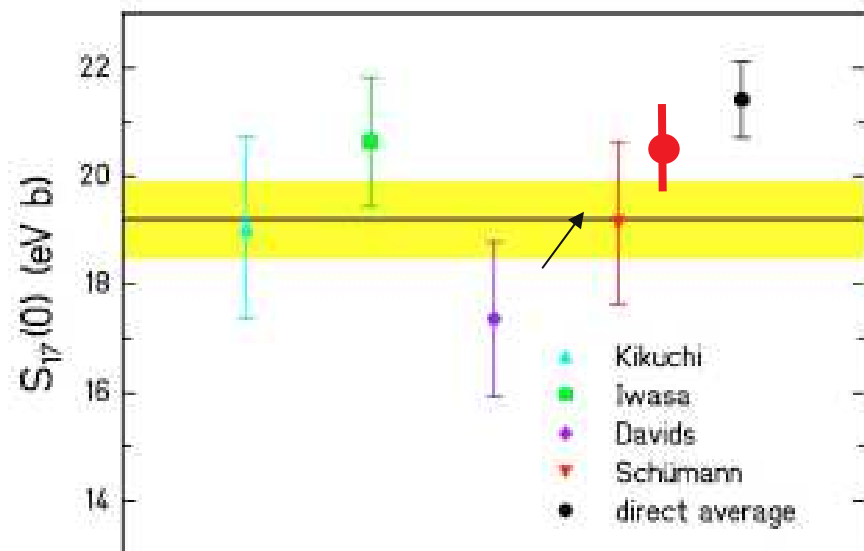 22
20
18
16
14
S₁₇(0) (eV b)
Kikuchi
Iwasa
Davids
Schümann
direct average